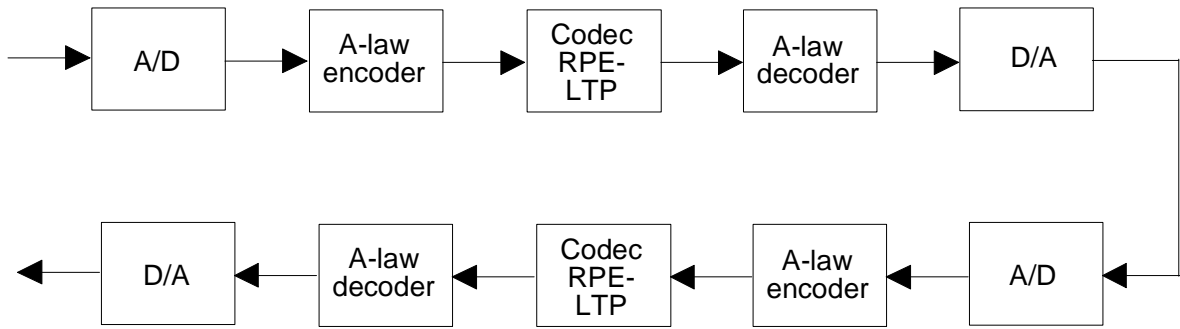 A/D
A-law
encoder
Codec
RPE-
LTP
A-law
decoder
D/A
D/A
A-law
decoder
Codec
RPE-
LTP
A-law
encoder
A/D